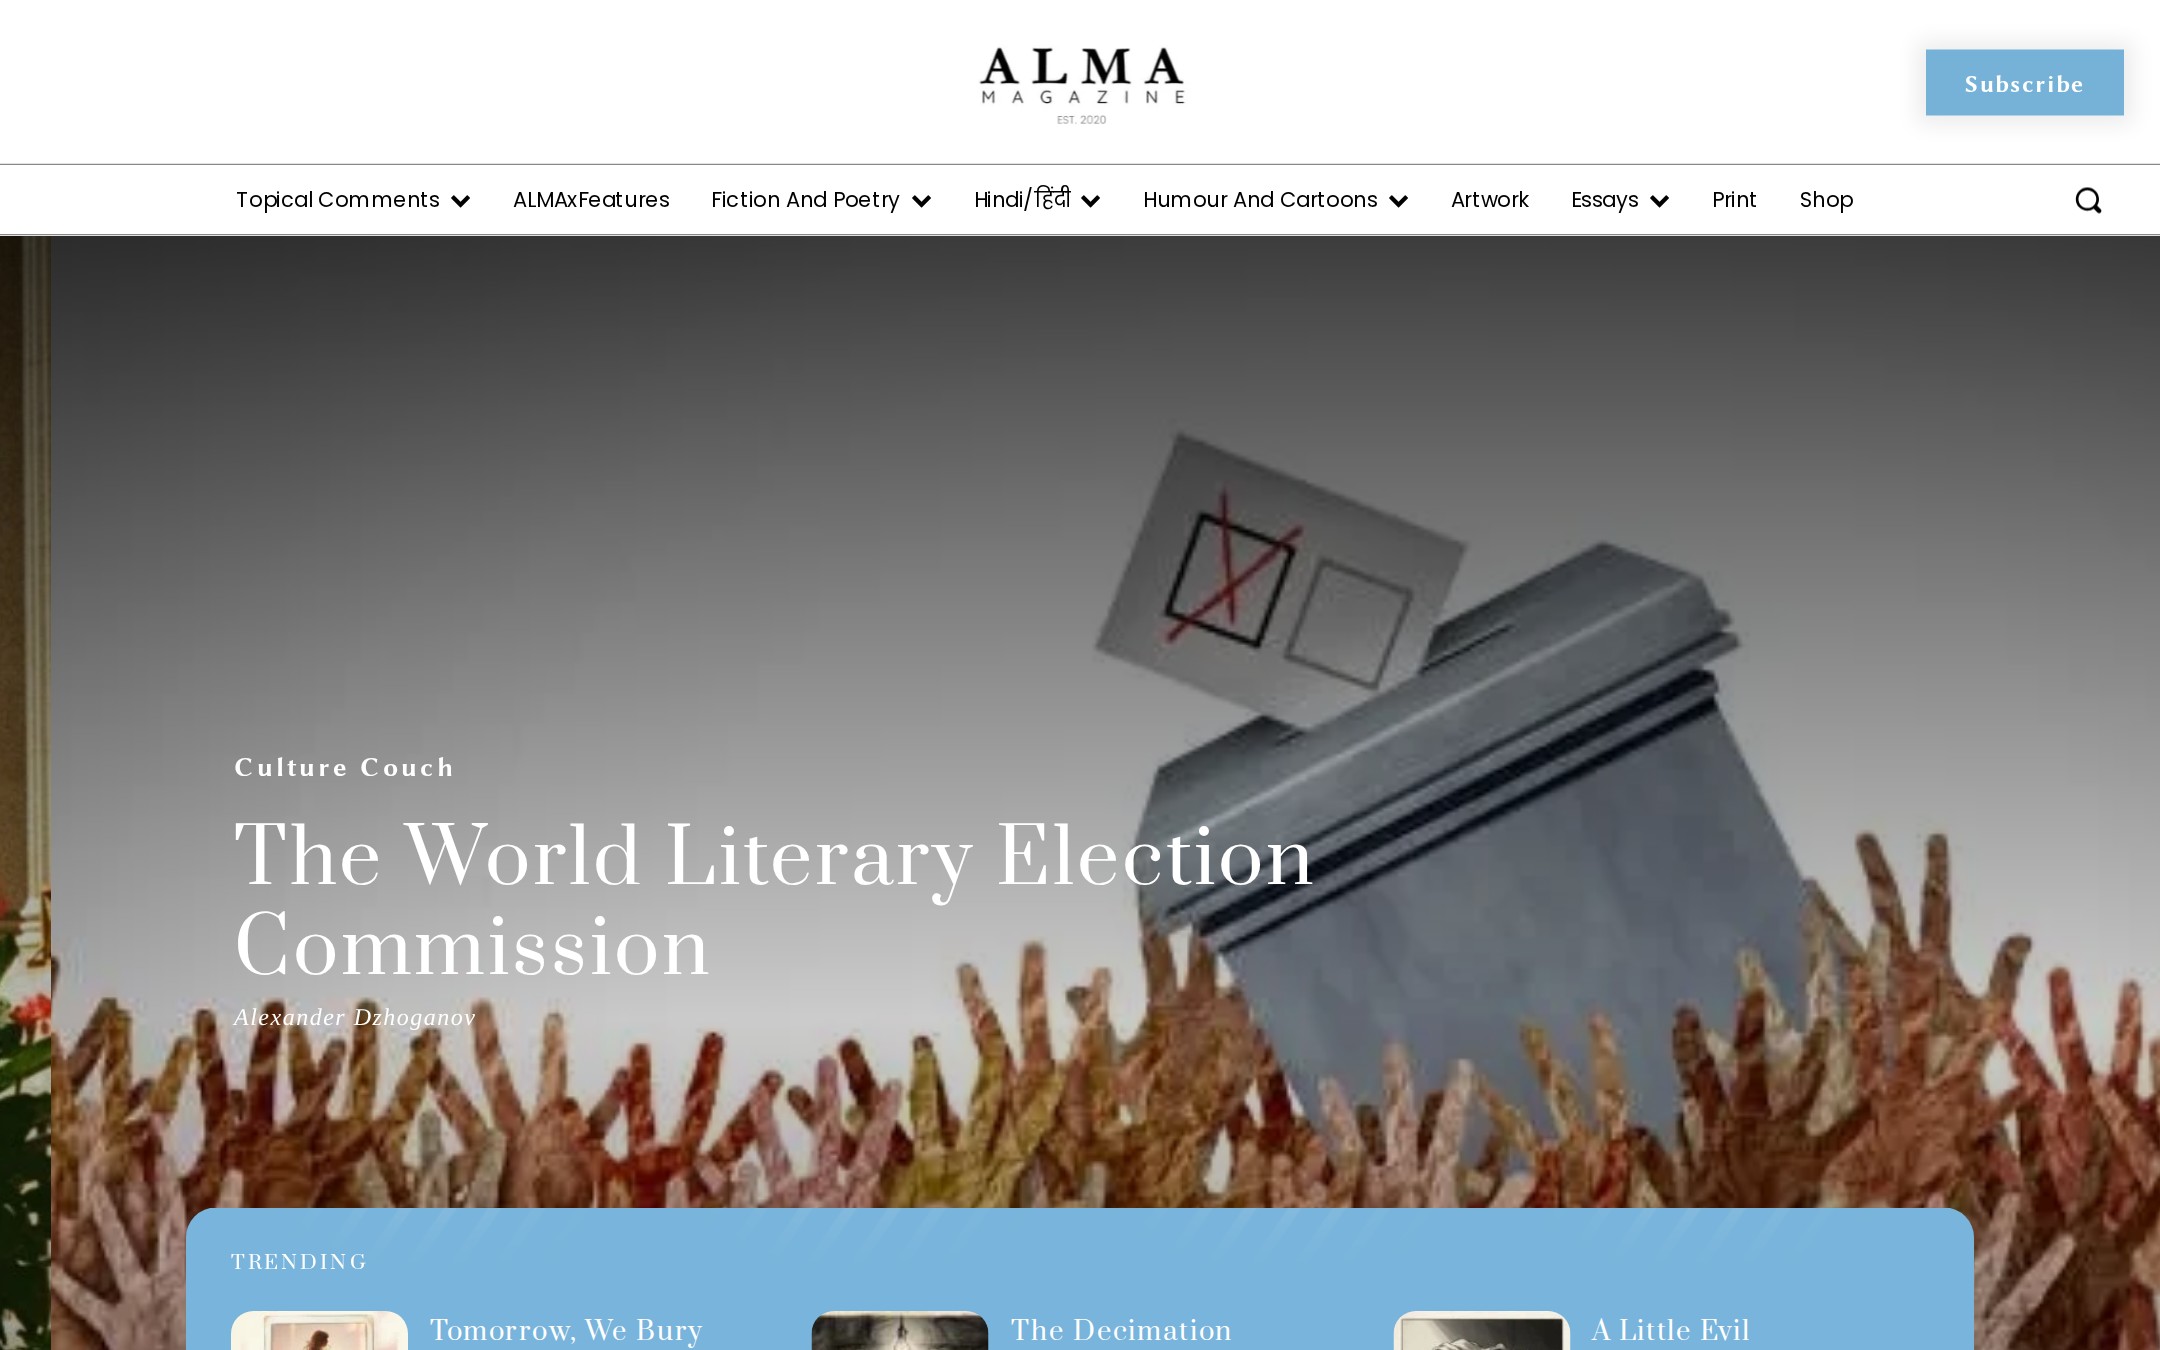 ALMA
MAGAZINE
EST. 2020
Subscribe
Topical Comments ALMAxFeatures Fiction And Poetry Hindi/हिंदी Humour And Cartoons Artwork Essays Print Shop
Culture Couch
The World Literary Election
Commission
Alexander Dzhoganov
TRENDING
Tomorrow, We Bury
The Decimation
A Little Evil